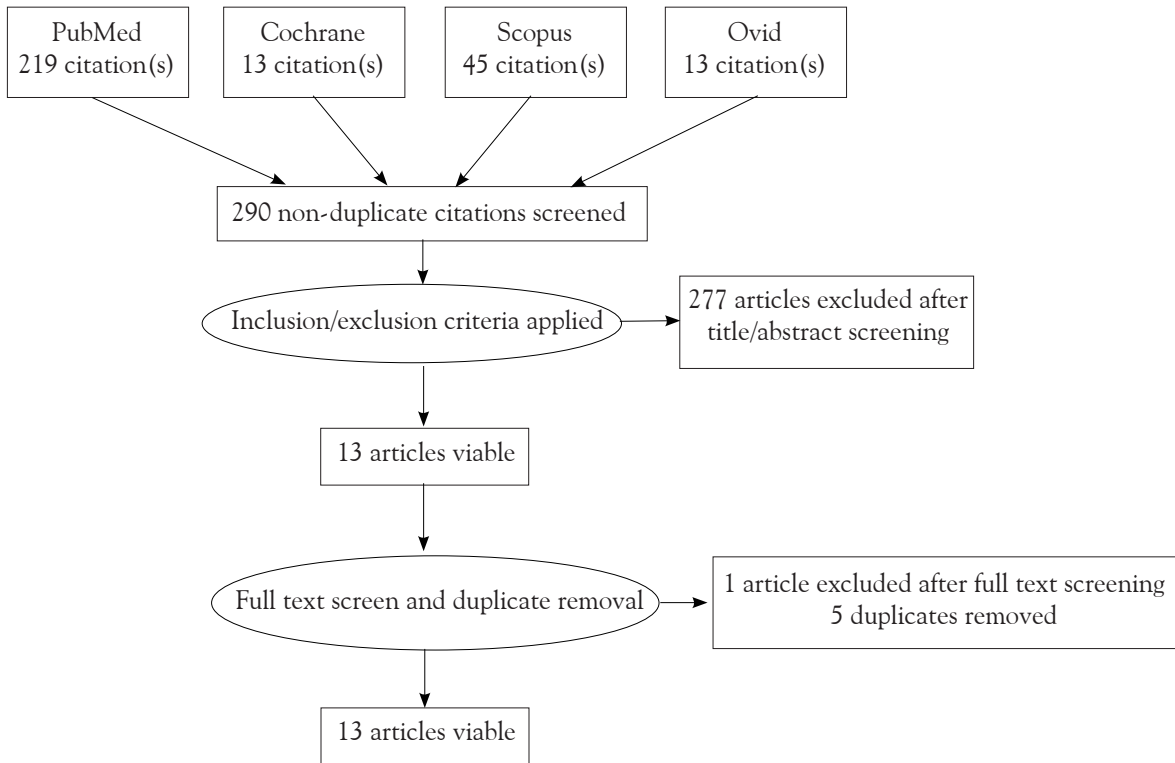 PubMed
219 citation(s)
Cochrane
13 citation(s)
Scopus
45 citation(s)
Ovid
13 citation(s)
290 non-duplicate citations screened
Inclusion/exclusion criteria applied
277 articles excluded after
title/abstract screening
13 articles viable
Full text screen and duplicate removal
1 article excluded after full text screening
5 duplicates removed
13 articles viable